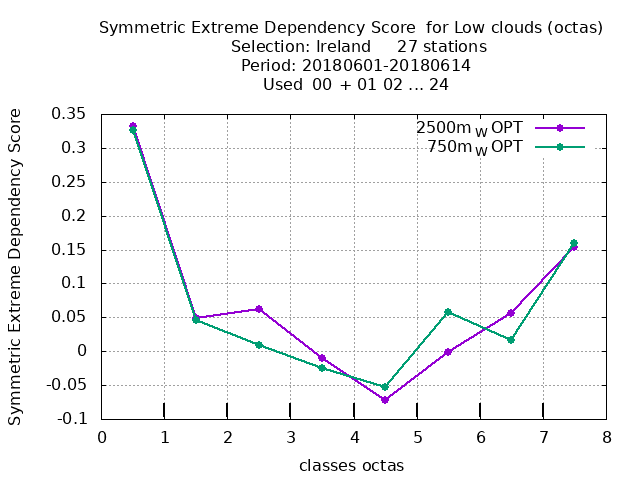 Symmetric Extreme Dependency Score  for Low clouds (octas)
Selection: Ireland     27 stations
Period: 20180601-20180614
Used  00  + 01 02 ... 24
Symmetric Extreme Dependency Score
0.35
0.3
0.25
0.2
0.15
0.1
0.05
0
-0.05
-0.1
2500m W OPT
750m W OPT
0 1 2 3 4 5 6 7 8
classes octas